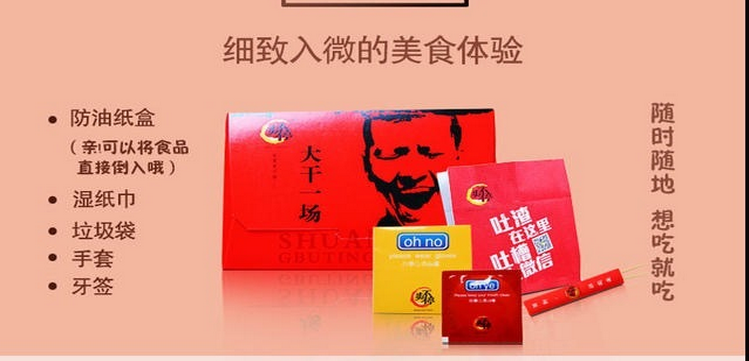 细致入微的美食体验
防油纸盒
（亲!可以将食品
直接倒入哦）
湿纸巾
垃圾袋
手套
牙签
大干一场
SHUA
GBUTING
oh no
please wear gloves
吐渣
在这里
吐槽
微信
随时随地 想吃就吃